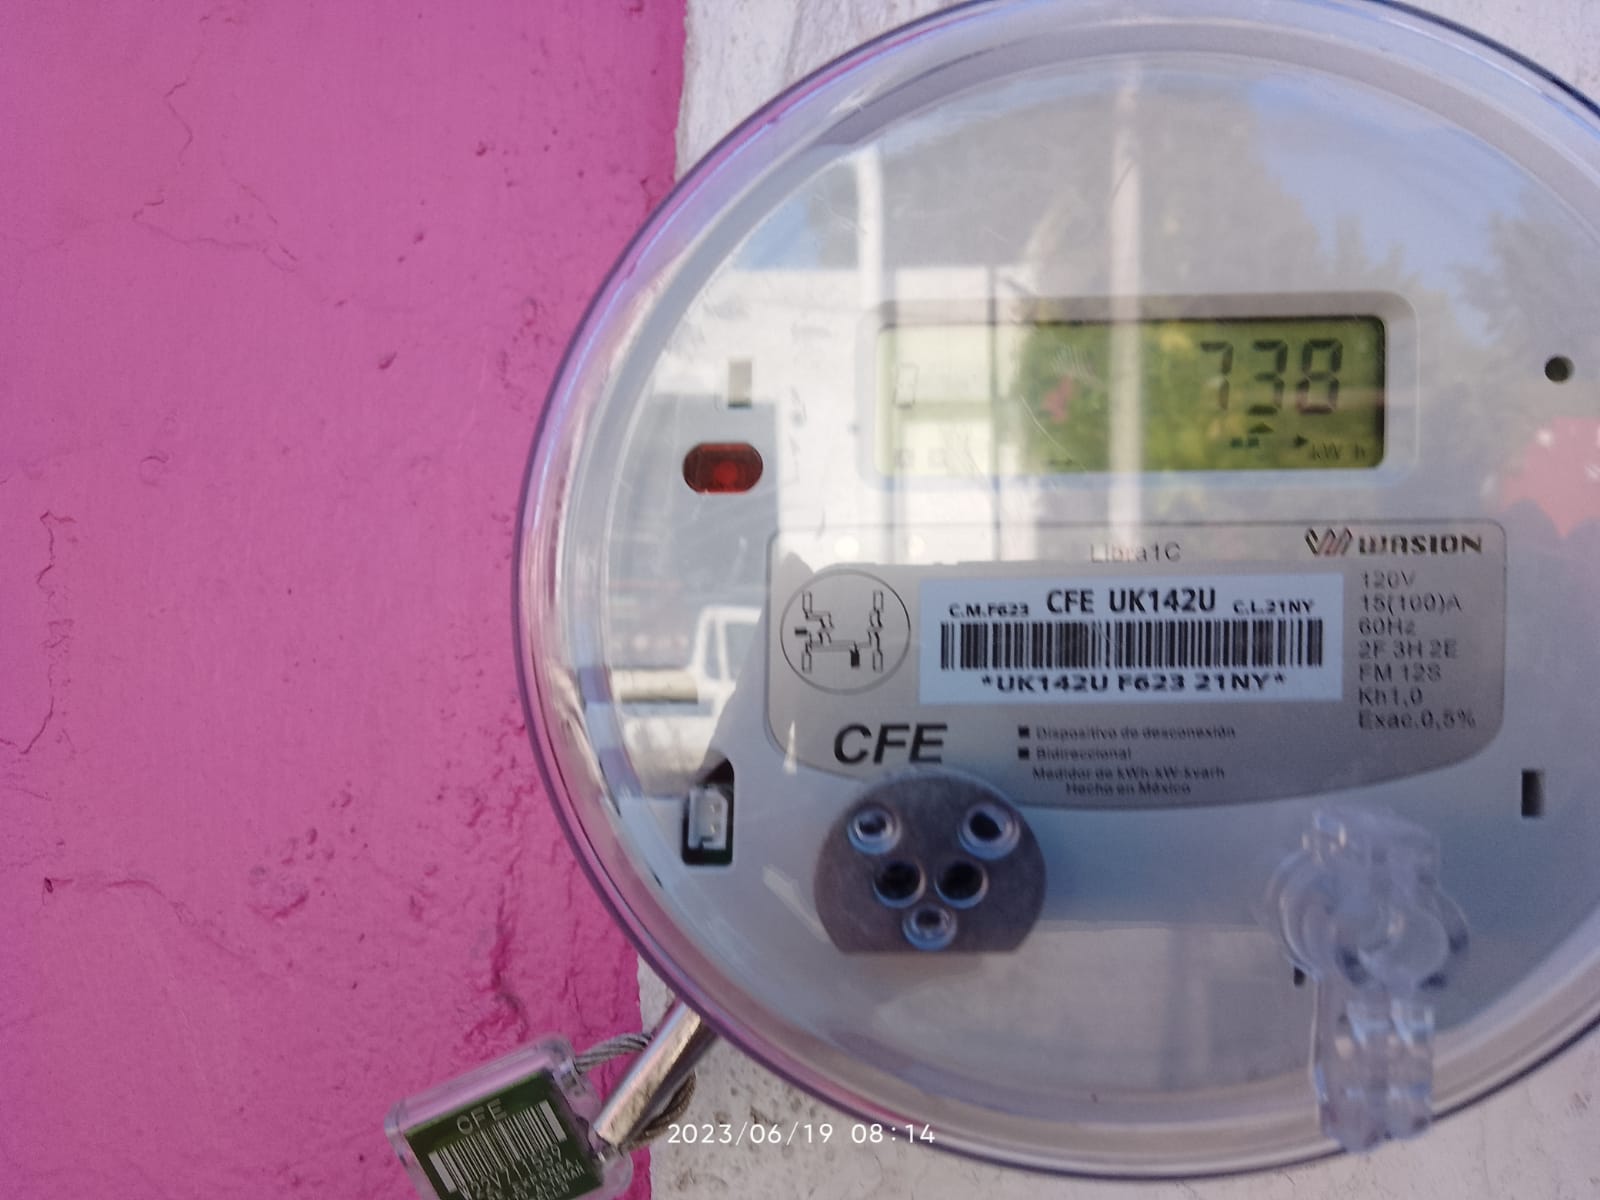 738
kW h
Libra1C
WASION
C.M.F623 CFE UK142U C.L.21NY
*UK142U F623 21NY*
120V
15(100)A
60Hz
2F 3H 2E
FM 12S
Kh1,0
Exac.0,5%
CFE
Dispositivo de desconexión
Bidireccional
Medidor de kWh-kW-kvarh
Hecho en México
CFE
2023/06/19 08:14